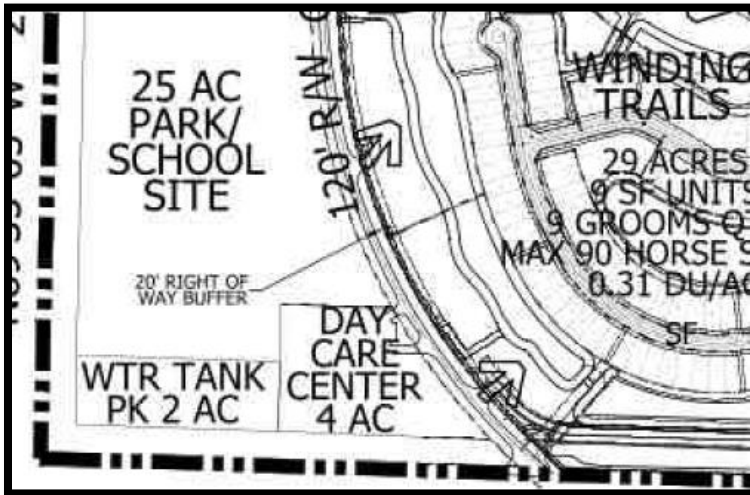 25 AC
PARK/
SCHOOL
SITE
120' R/W
WINDING
TRAILS
29 ACRES
9 SF UNITS
9 GROOMS
MAX 90 HORSE
0.31 DU/AC
SF
20' RIGHT OF
WAY BUFFER
DAY
CARE
CENTER
4 AC
WTR TANK
PK 2 AC